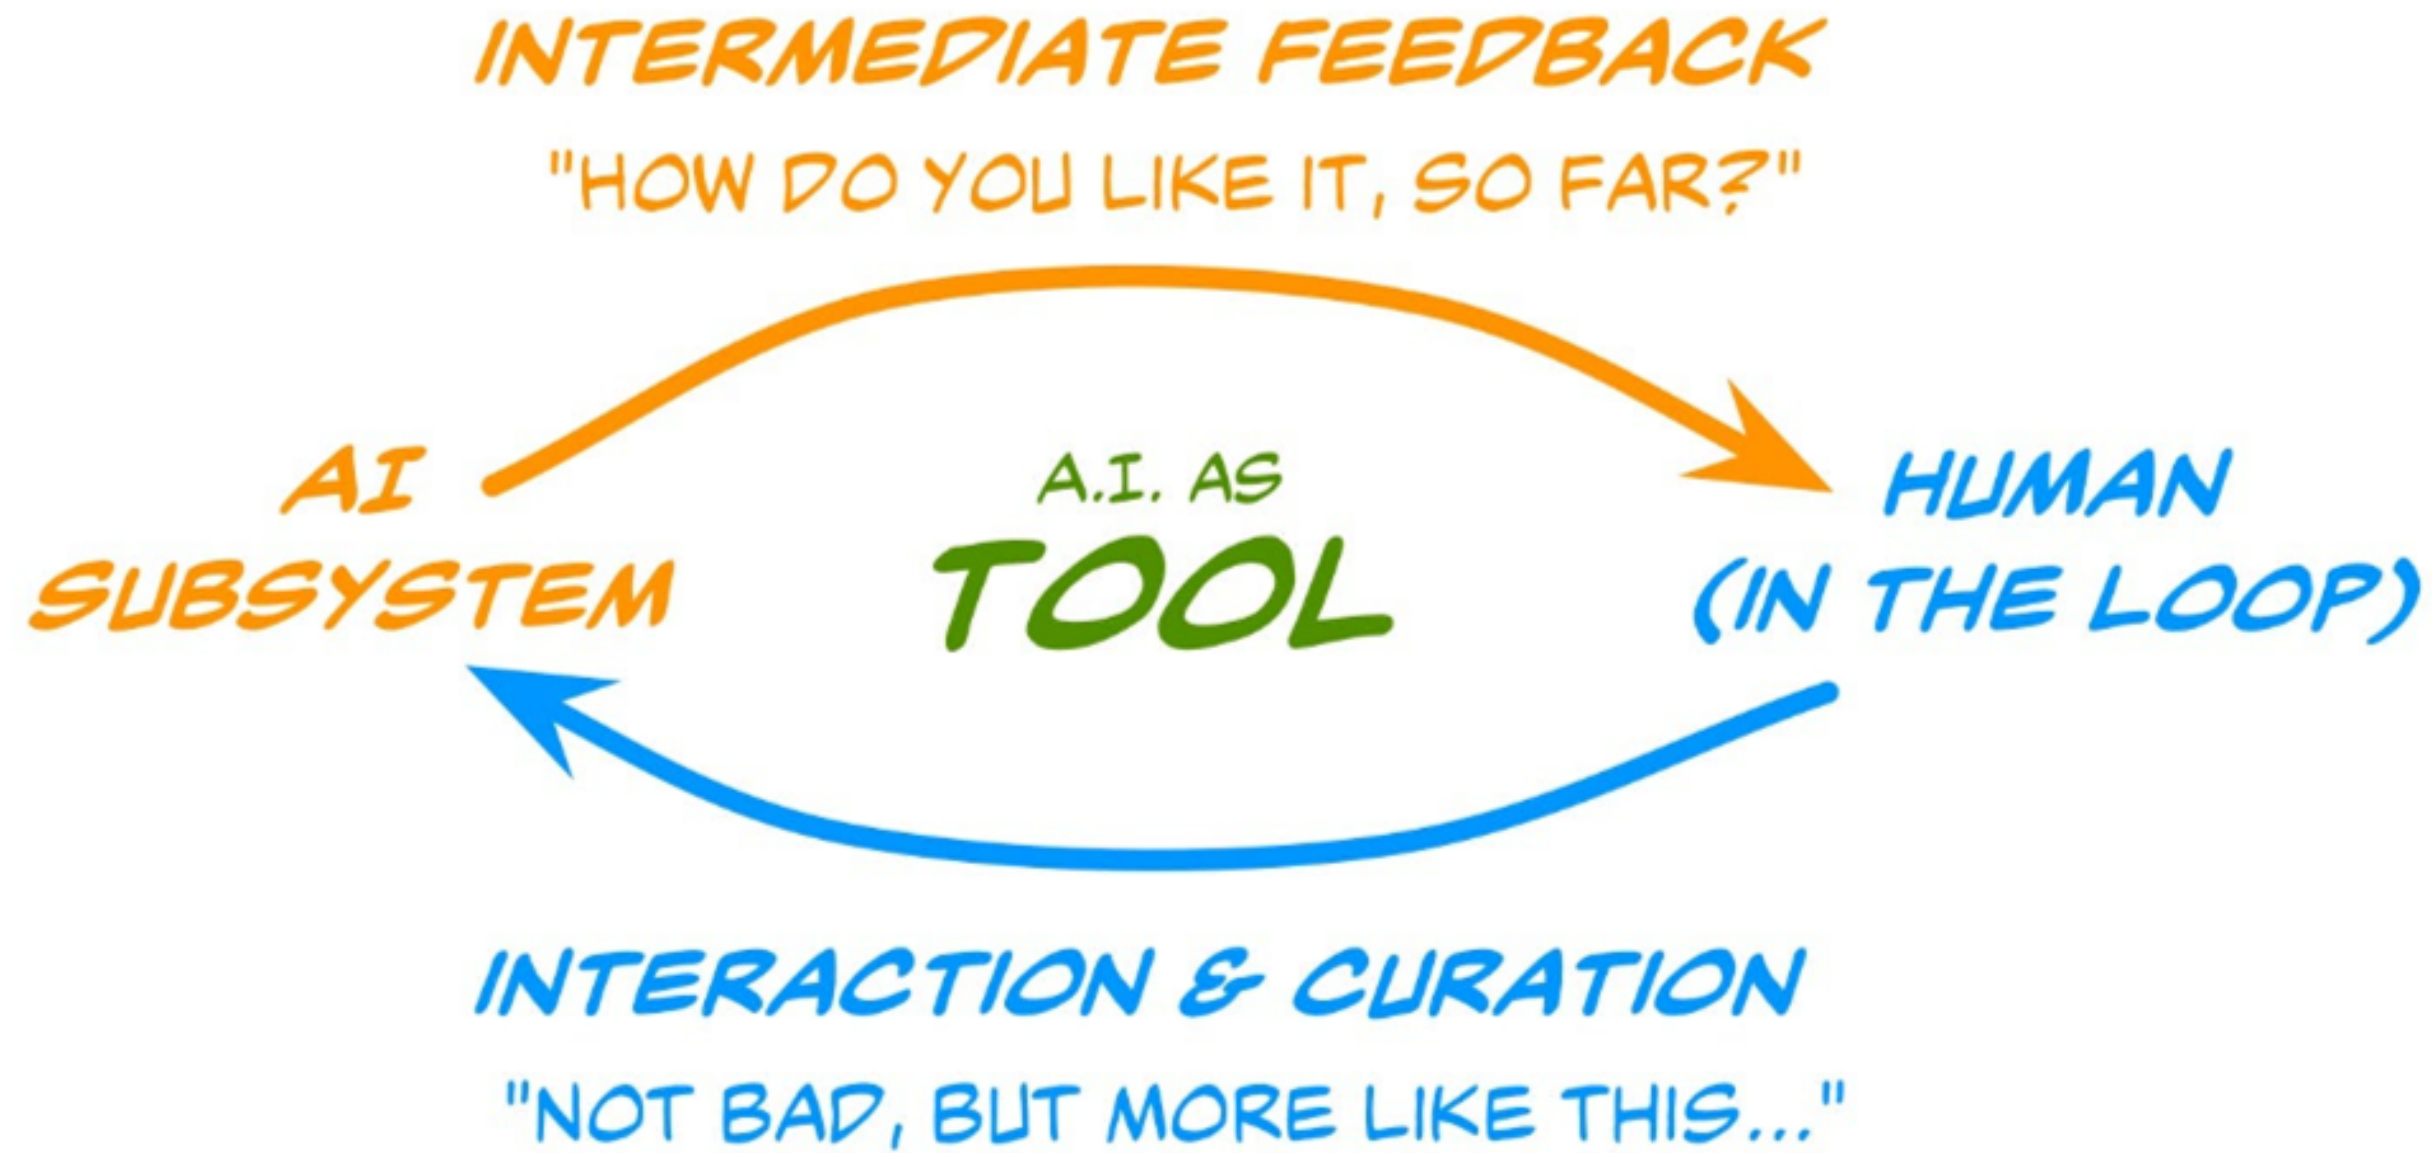 INTERMEDIATE FEEDBACK
"HOW DO YOU LIKE IT, SO FAR?"
AI
SUBSYSTEM
A.I. AS
TOOL
HUMAN
(IN THE LOOP)
INTERACTION & CURATION
"NOT BAD, BUT MORE LIKE THIS..."